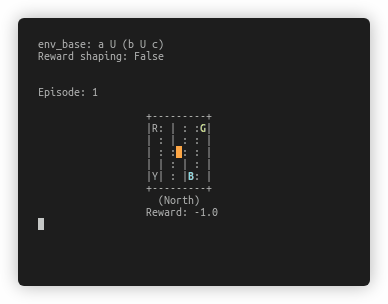 env_base: a U (b U c)
Reward shaping: False
Episode: 1
+---------+
|R: | : :G|
| : | : : |
| : : : : |
| | : | : |
|Y| : |B: |
+---------+
(North)
Reward: -1.0